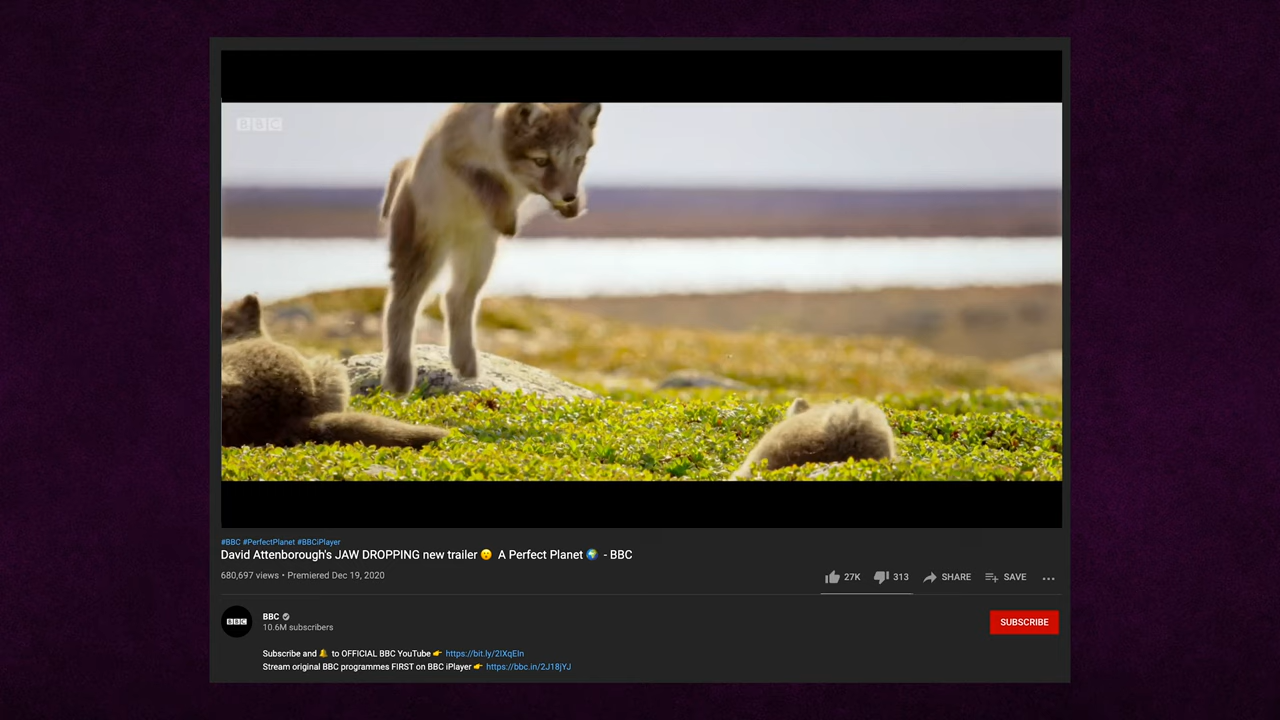 BBC
#BBC #PerfectPlanet #BBCiPlayer
David Attenborough's JAW DROPPING new trailer 😮 A Perfect Planet 🌍 - BBC
680,697 views • Premiered Dec 19, 2020
27K 313 SHARE SAVE ...
BBC
BBC
10.6M subscribers
SUBSCRIBE
Subscribe and 🔔 to OFFICIAL BBC YouTube 👉 https://bit.ly/2IXqEIn
Stream original BBC programmes FIRST on BBC iPlayer 👉 https://bbc.in/2J18jYJ